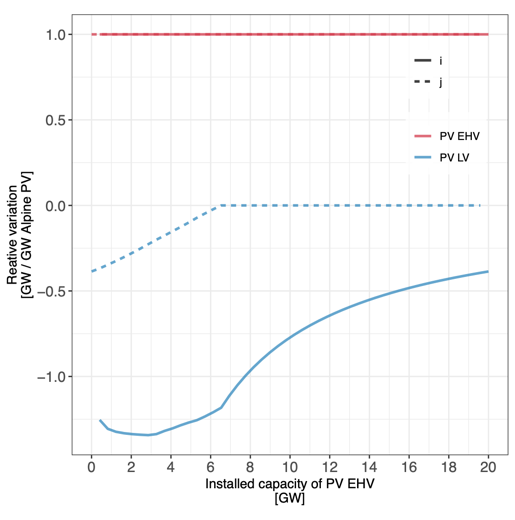 Reative variation
[GW / GW Alpine PV]
1.0
0.5
0.0
−0.5
−1.0
i
j
PV EHV
PV LV
0 2 4 6 8 10 12 14 16 18 20
Installed capacity of PV EHV
[GW]